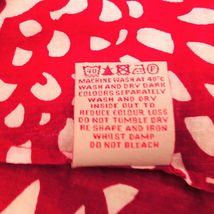 40 F
MACHINE WASH AT 40°C
WASH AND DRY DARK
COLOURS SEPARATELY
WASH AND DRY
INSIDE OUT TO
REDUCE COLOUR LOSS
DO NOT TUMBLE DRY
RE-SHAPE AND IRON
WHILST DAMP
DO NOT BLEACH